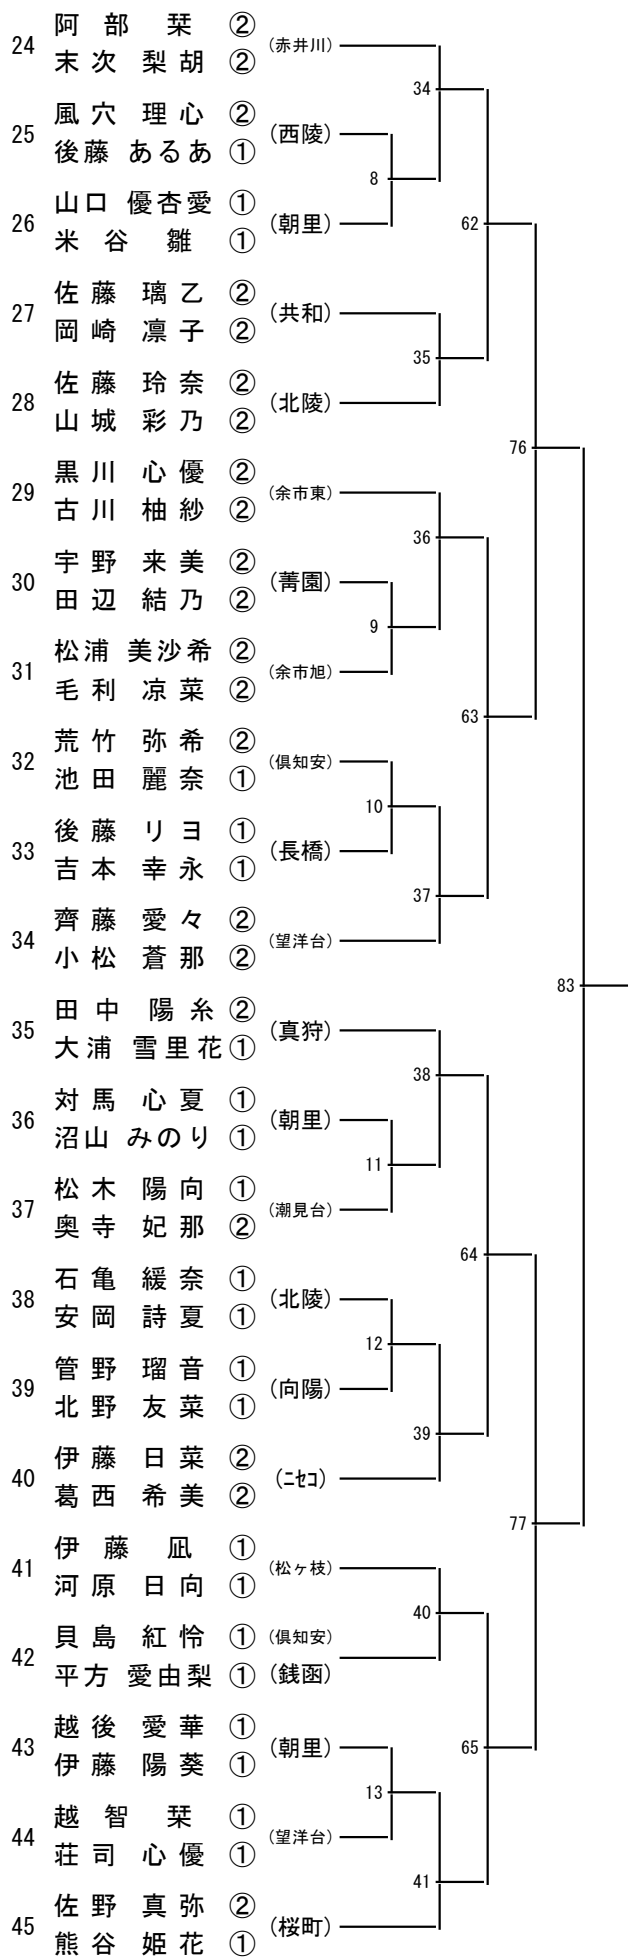 24 阿部 栞 ② (赤井川)
末次 梨胡 ②
34
25 風穴 理心 ② (西陵)
後藤 あるあ ①
8
26 山口 優杏愛 ① (朝里)
米谷 雛 ①
62
27 佐藤 璃乙 ② (共和)
岡崎 凛子 ②
35
28 佐藤 玲奈 ② (北陵)
山城 彩乃 ②
76
29 黒川 心優 ② (余市東)
古川 柚紗 ②
36
30 宇野 来美 ② (菁園)
田辺 結乃 ②
9
31 松浦 美沙希 ② (余市旭)
毛利 凉菜 ②
63
32 荒竹 弥希 ② (倶知安)
池田 麗奈 ①
10
33 後藤 リヨ ① (長橋)
吉本 幸永 ①
37
34 齊藤 愛々 ② (望洋台)
小松 蒼那 ②
83
35 田中 陽糸 ② (真狩)
大浦 雪里花 ①
38
36 対馬 心夏 ① (朝里)
沼山 みのり ①
11
37 松木 陽向 ① (潮見台)
奥寺 妃那 ②
64
38 石亀 緩奈 ① (北陵)
安岡 詩夏 ①
12
39 管野 瑠音 ① (向陽)
北野 友菜 ①
39
40 伊藤 日菜 ② (ﾆｾｺ)
葛西 希美 ②
77
41 伊藤 凪 ① (松ヶ枝)
河原 日向 ①
40
42 貝島 紅怜 ① (倶知安)
平方 愛由梨 ① (銭函)
43 越後 愛華 ① (朝里)
伊藤 陽葵 ①
65
13
44 越智 栞 ① (望洋台)
荘司 心優 ①
41
45 佐野 真弥 ② (桜町)
熊谷 姫花 ①